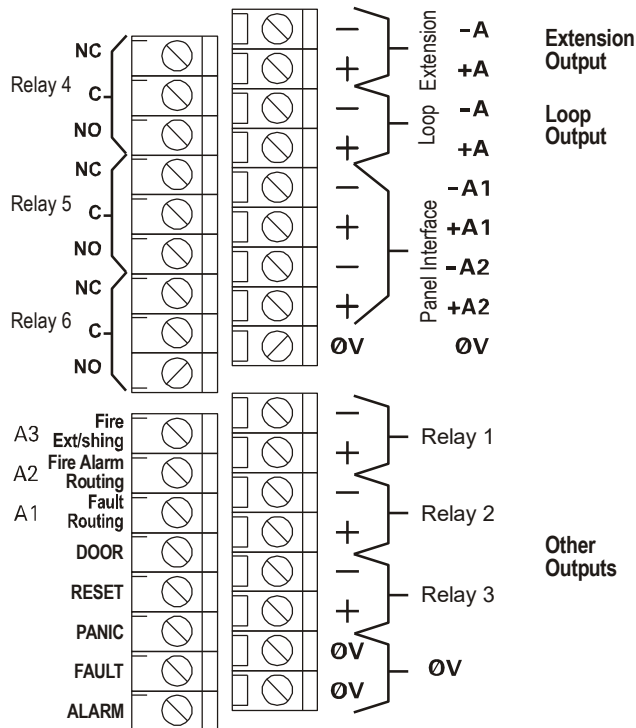 NC
Relay 4
C
NO
NC
Relay 5
C
NO
NC
Relay 6
C
NO
A3
Fire
Ext/shing
A2
Fire Alarm
Routing
A1
Fault
Routing
DOOR
RESET
PANIC
FAULT
ALARM
− -A
+ +A
Extension
Extension
Output
− -A
+ +A
Loop
Loop
Output
− -A1
+ +A1
− -A2
+ +A2
Panel Interface
ØV ØV
−
+
Relay 1
−
+
Relay 2
−
+
Relay 3
Other
Outputs
ØV
ØV
ØV